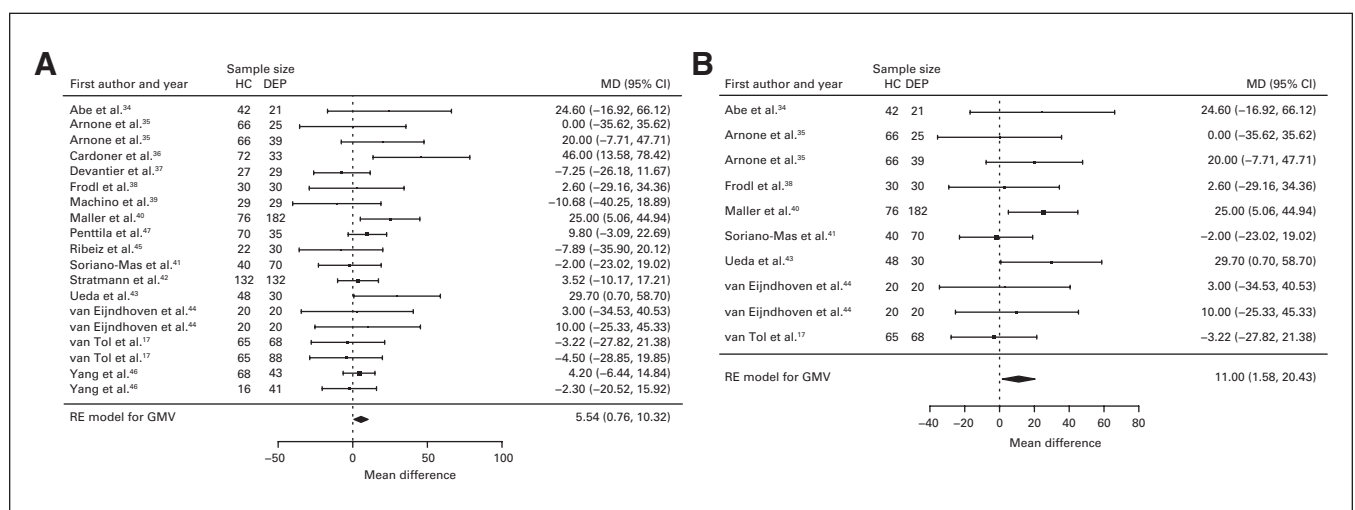 A
Sample size
First author and year HC DEP MD (95% CI)
Abe et al.³⁴ 42 21 24.60 (−16.92, 66.12)
Arnone et al.³⁵ 66 25 0.00 (−35.62, 35.62)
Arnone et al.³⁵ 66 39 20.00 (−7.71, 47.71)
Cardoner et al.³⁶ 72 33 46.00 (13.58, 78.42)
Devantier et al.³⁷ 27 29 −7.25 (−26.18, 11.67)
Frodl et al.³⁸ 30 30 2.60 (−29.16, 34.36)
Machino et al.³⁹ 29 29 −10.68 (−40.25, 18.89)
Maller et al.⁴⁰ 76 182 25.00 (5.06, 44.94)
Penttila et al.⁴⁷ 70 35 9.80 (−3.09, 22.69)
Ribeiz et al.⁴⁵ 22 30 −7.89 (−35.90, 20.12)
Soriano-Mas et al.⁴¹ 40 70 −2.00 (−23.02, 19.02)
Stratmann et al.⁴² 132 132 3.52 (−10.17, 17.21)
Ueda et al.⁴³ 48 30 29.70 (0.70, 58.70)
van Eijndhoven et al.⁴⁴ 20 20 3.00 (−34.53, 40.53)
van Eijndhoven et al.⁴⁴ 20 20 10.00 (−25.33, 45.33)
van Tol et al.¹⁷ 65 68 −3.22 (−27.82, 21.38)
van Tol et al.¹⁷ 65 88 −4.50 (−28.85, 19.85)
Yang et al.⁴⁶ 68 43 4.20 (−6.44, 14.84)
Yang et al.⁴⁶ 16 41 −2.30 (−20.52, 15.92)
RE model for GMV 5.54 (0.76, 10.32)
−50 0 50 100
Mean difference
B
Sample size
First author and year HC DEP MD (95% CI)
Abe et al.³⁴ 42 21 24.60 (−16.92, 66.12)
Arnone et al.³⁵ 66 25 0.00 (−35.62, 35.62)
Arnone et al.³⁵ 66 39 20.00 (−7.71, 47.71)
Frodl et al.³⁸ 30 30 2.60 (−29.16, 34.36)
Maller et al.⁴⁰ 76 182 25.00 (5.06, 44.94)
Soriano-Mas et al.⁴¹ 40 70 −2.00 (−23.02, 19.02)
Ueda et al.⁴³ 48 30 29.70 (0.70, 58.70)
van Eijndhoven et al.⁴⁴ 20 20 3.00 (−34.53, 40.53)
van Eijndhoven et al.⁴⁴ 20 20 10.00 (−25.33, 45.33)
van Tol et al.¹⁷ 65 68 −3.22 (−27.82, 21.38)
RE model for GMV 11.00 (1.58, 20.43)
−40 −20 0 20 40 60 80
Mean difference